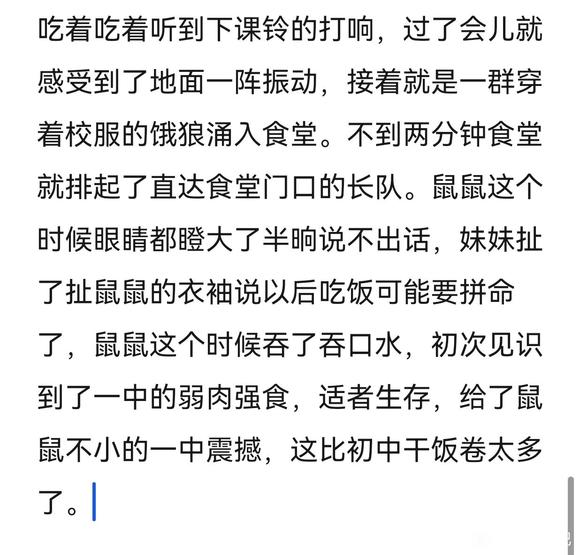 吃着吃着听到下课铃的打响，过了会儿就
感受到了地面一阵振动，接着就是一群穿
着校服的饿狼涌入食堂。不到两分钟食堂
就排起了直达食堂门口的长队。鼠鼠这个
时候眼睛都瞪大了半晌说不出话，妹妹扯
了扯鼠鼠的衣袖说以后吃饭可能要拼命
了，鼠鼠这个时候吞了吞口水，初次见识
到了一中的弱肉强食，适者生存，给了鼠
鼠不小的一中震撼，这比初中干饭卷太多
了。